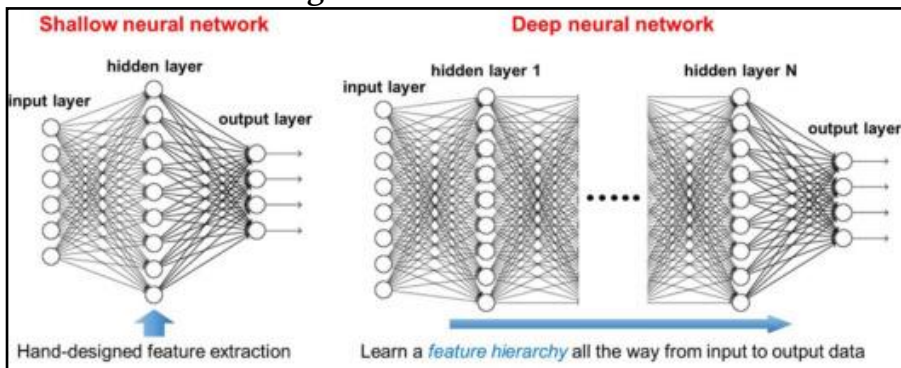 Shallow neural network
hidden layer
input layer
output layer
Hand-designed feature extraction
Deep neural network
hidden layer 1
hidden layer N
input layer
output layer
Learn a feature hierarchy all the way from input to output data